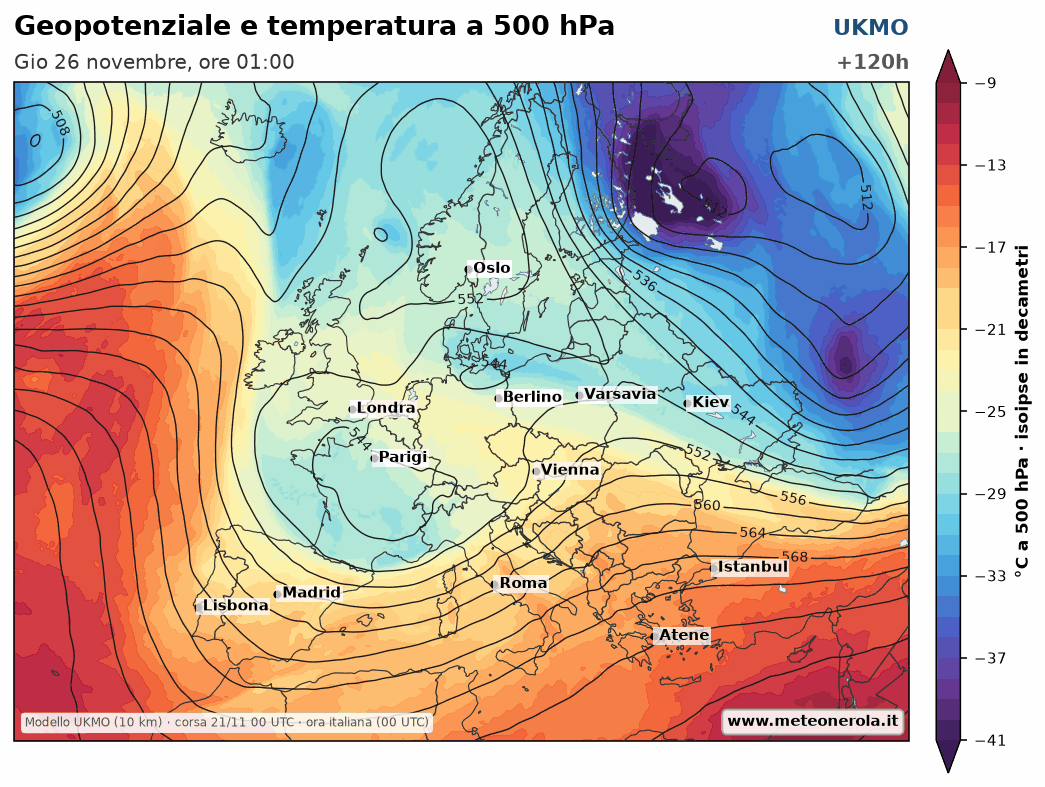 Geopotenziale e temperatura a 500 hPa
UKMO
Gio 26 novembre, ore 01:00
+120h
508
512
512
536
552
544
544
544
552
556
560
564
568
Oslo
Londra
Berlino
Varsavia
Kiev
Parigi
Vienna
Roma
Istanbul
Madrid
Lisbona
Atene
−9
−13
−17
−21
−25
−29
−33
−37
−41
°C a 500 hPa · isoipse in decametri
Modello UKMO (10 km) · corsa 21/11 00 UTC · ora italiana (00 UTC)
www.meteonerola.it